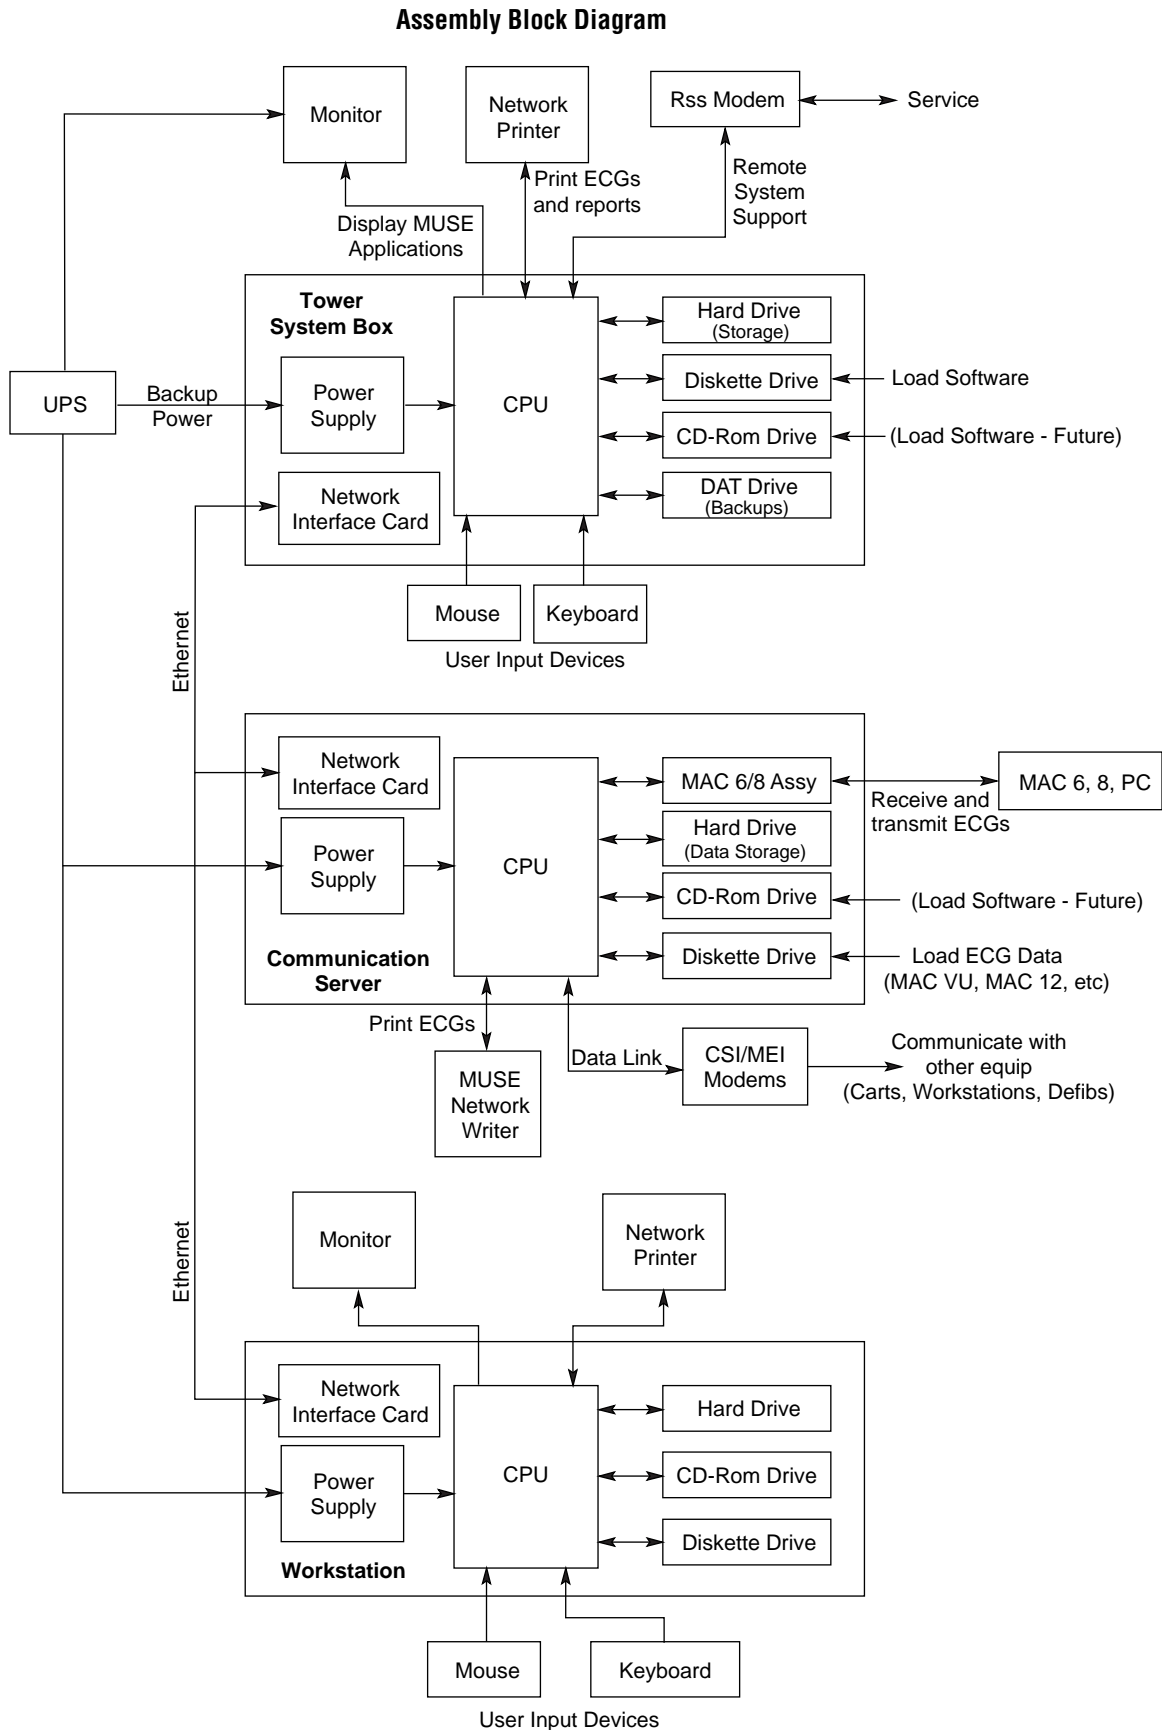 Assembly Block Diagram
Monitor
Network
Printer
Rss Modem
Service
Print ECGs
and reports
Remote
System
Support
Display MUSE
Applications
Tower
System Box
UPS
Backup
Power
Power
Supply
CPU
Hard Drive
(Storage)
Diskette Drive
Load Software
CD-Rom Drive
(Load Software - Future)
DAT Drive
(Backups)
Network
Interface Card
Mouse
Keyboard
User Input Devices
Ethernet
Network
Interface Card
Power
Supply
CPU
MAC 6/8 Assy
MAC 6, 8, PC
Receive and
transmit ECGs
Hard Drive
(Data Storage)
CD-Rom Drive
(Load Software - Future)
Diskette Drive
Load ECG Data
(MAC VU, MAC 12, etc)
Communication
Server
Print ECGs
MUSE
Network
Writer
Data Link
CSI/MEI
Modems
Communicate with
other equip
(Carts, Workstations, Defibs)
Ethernet
Monitor
Network
Printer
Network
Interface Card
Power
Supply
CPU
Hard Drive
CD-Rom Drive
Diskette Drive
Workstation
Mouse
Keyboard
User Input Devices